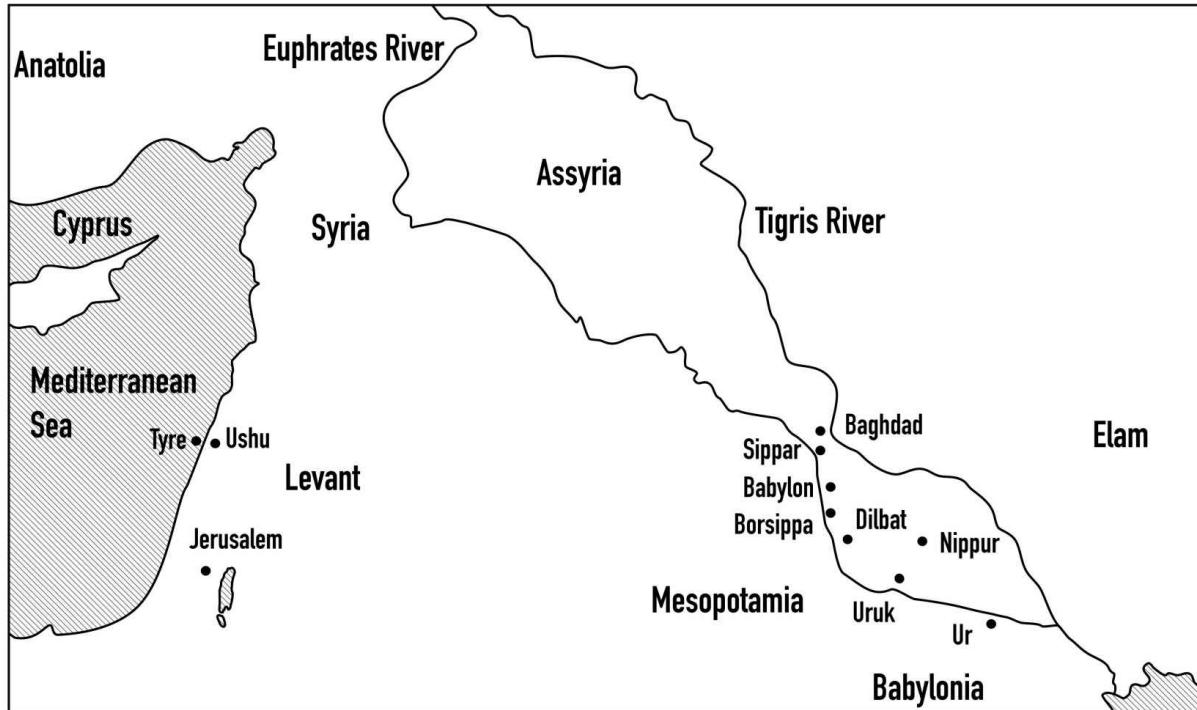 Euphrates River
Anatolia
Assyria
Cyprus
Syria
Tigris River
Mediterranean
Sea
Baghdad
Tyre
Ushu
Elam
Sippar
Levant
Babylon
Borsippa
Dilbat
Jerusalem
Nippur
Mesopotamia
Uruk
Ur
Babylonia